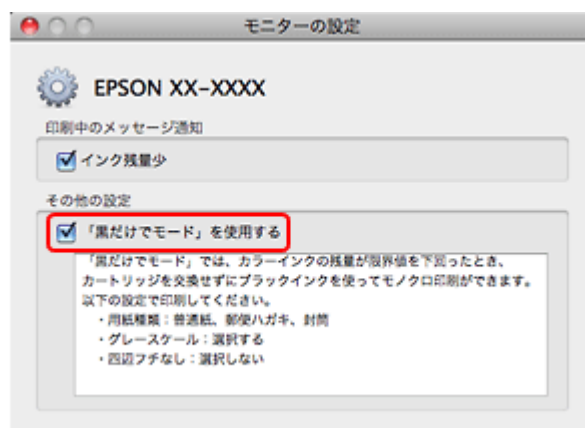 モニターの設定
EPSON XX-XXXX
印刷中のメッセージ通知
インク残量少
その他の設定
「黒だけでモード」を使用する
「黒だけでモード」では、カラーインクの残量が限界値を下回ったとき、
カートリッジを交換せずにブラックインクを使ってモノクロ印刷ができます。
以下の設定で印刷してください。
・用紙種類：普通紙、郵便ハガキ、封筒
・グレースケール：選択する
・四辺フチなし：選択しない